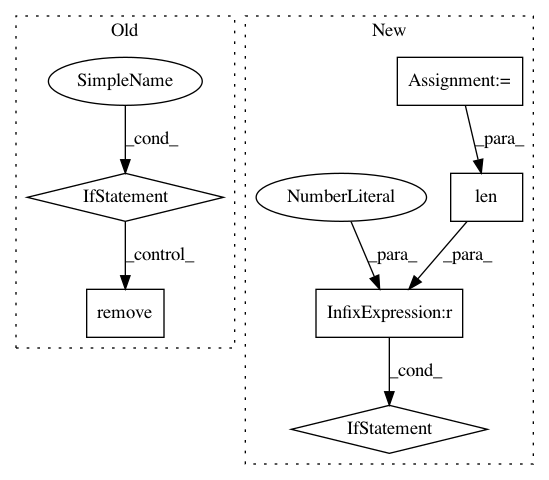 Old
New
SimpleName
Assignment:=
_cond_
_para_
IfStatement
NumberLiteral
len
_control_
_para_
_para_
remove
InfixExpression:r
_cond_
IfStatement